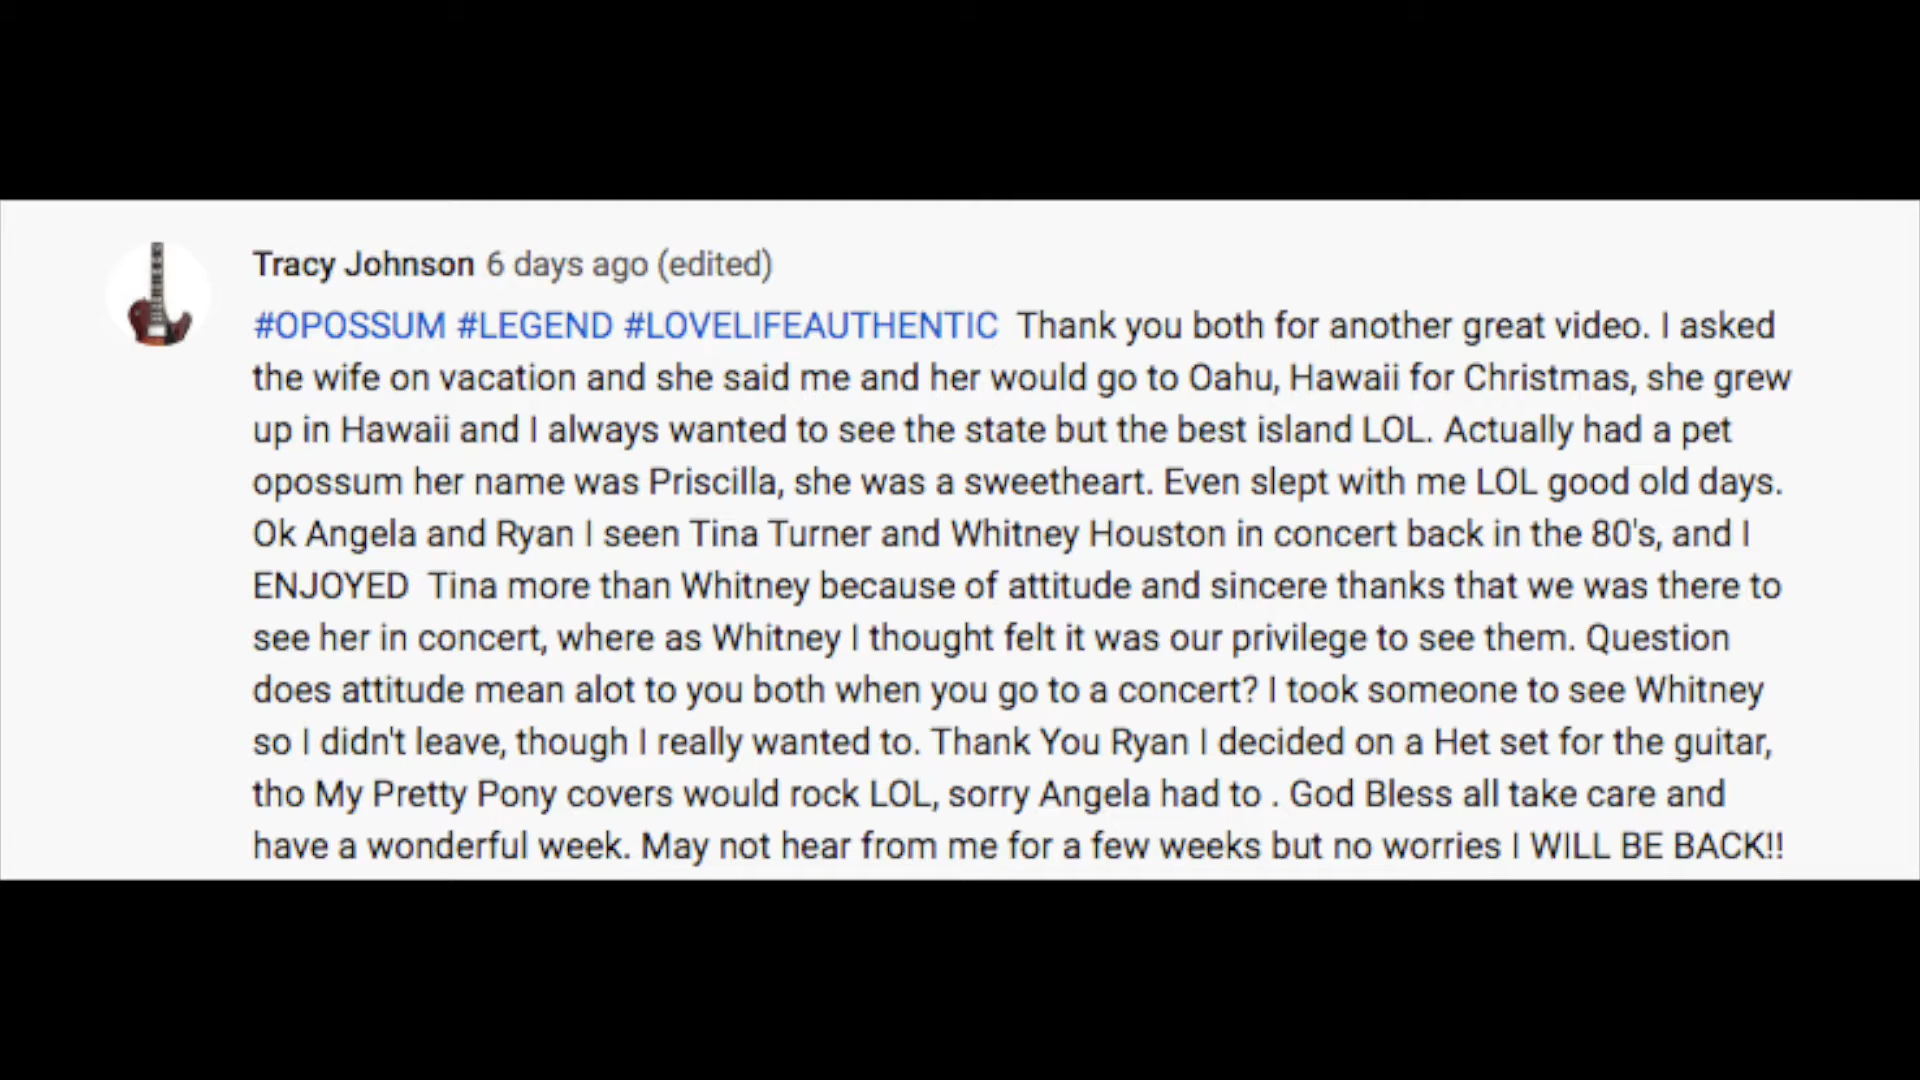 Tracy Johnson 6 days ago (edited)
#OPOSSUM #LEGEND #LOVELIFEAUTHENTIC  Thank you both for another great video. I asked
the wife on vacation and she said me and her would go to Oahu, Hawaii for Christmas, she grew
up in Hawaii and I always wanted to see the state but the best island LOL. Actually had a pet
opossum her name was Priscilla, she was a sweetheart. Even slept with me LOL good old days.
Ok Angela and Ryan I seen Tina Turner and Whitney Houston in concert back in the 80's, and I
ENJOYED  Tina more than Whitney because of attitude and sincere thanks that we was there to
see her in concert, where as Whitney I thought felt it was our privilege to see them. Question
does attitude mean alot to you both when you go to a concert? I took someone to see Whitney
so I didn't leave, though I really wanted to. Thank You Ryan I decided on a Het set for the guitar,
tho My Pretty Pony covers would rock LOL, sorry Angela had to . God Bless all take care and
have a wonderful week. May not hear from me for a few weeks but no worries I WILL BE BACK!!